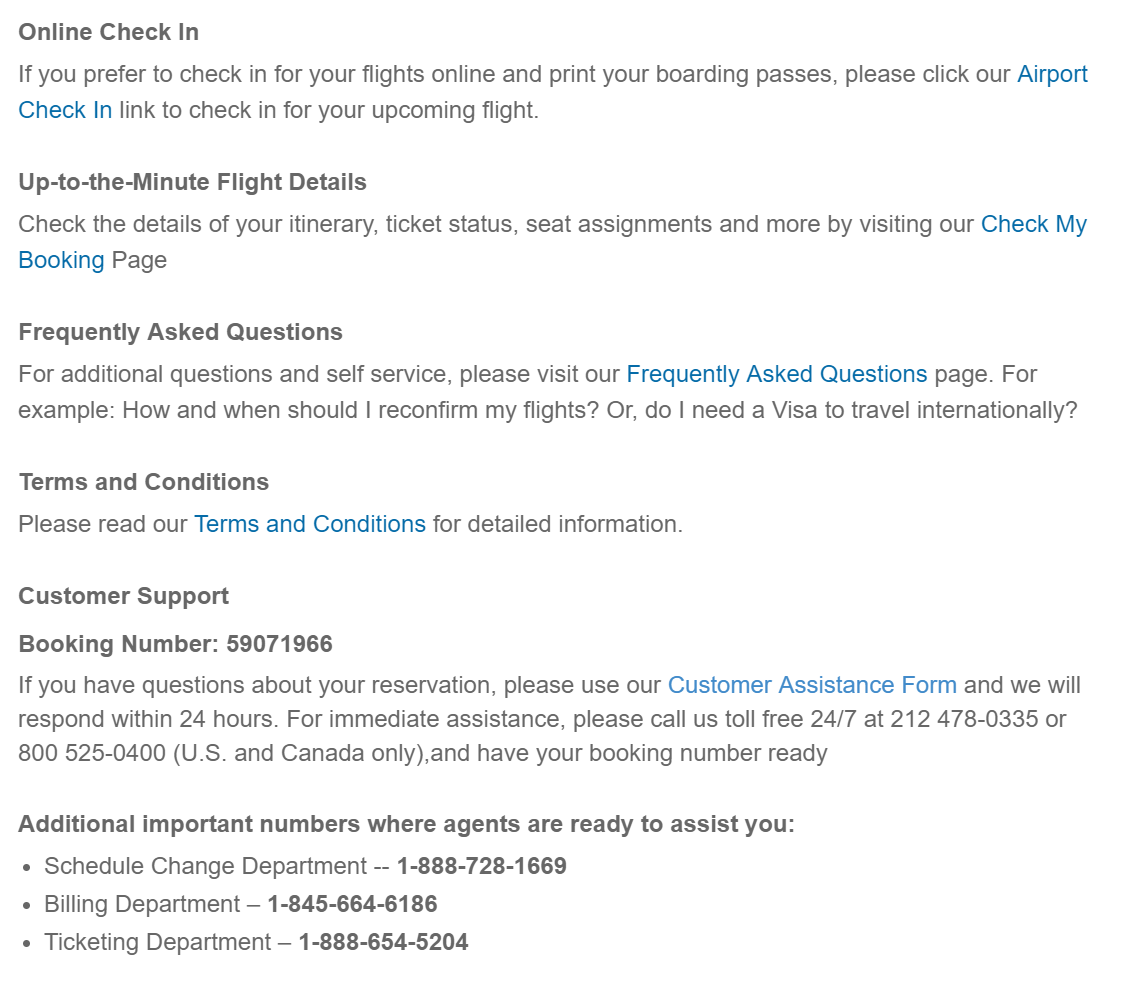 Online Check In
If you prefer to check in for your flights online and print your boarding passes, please click our Airport
Check In link to check in for your upcoming flight.
Up-to-the-Minute Flight Details
Check the details of your itinerary, ticket status, seat assignments and more by visiting our Check My
Booking Page
Frequently Asked Questions
For additional questions and self service, please visit our Frequently Asked Questions page. For
example: How and when should I reconfirm my flights? Or, do I need a Visa to travel internationally?
Terms and Conditions
Please read our Terms and Conditions for detailed information.
Customer Support
Booking Number: 59071966
If you have questions about your reservation, please use our Customer Assistance Form and we will
respond within 24 hours. For immediate assistance, please call us toll free 24/7 at 212 478-0335 or
800 525-0400 (U.S. and Canada only),and have your booking number ready
Additional important numbers where agents are ready to assist you:
• Schedule Change Department -- 1-888-728-1669
• Billing Department – 1-845-664-6186
• Ticketing Department – 1-888-654-5204